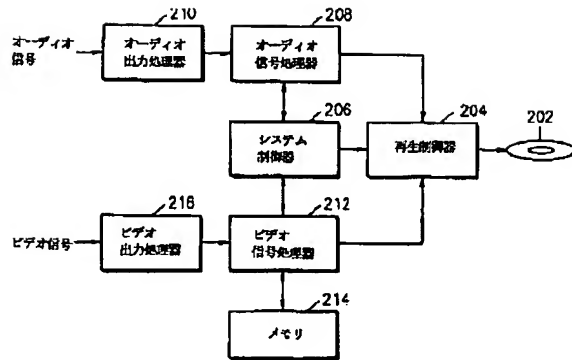 210
208
オーディオ
信号
オーディオ
出力処理器
オーディオ
信号処理器
206
204
202
システム
制御器
再生制御器
216
212
ビデオ信号
ビデオ
出力処理器
ビデオ
信号処理器
214
メモリ